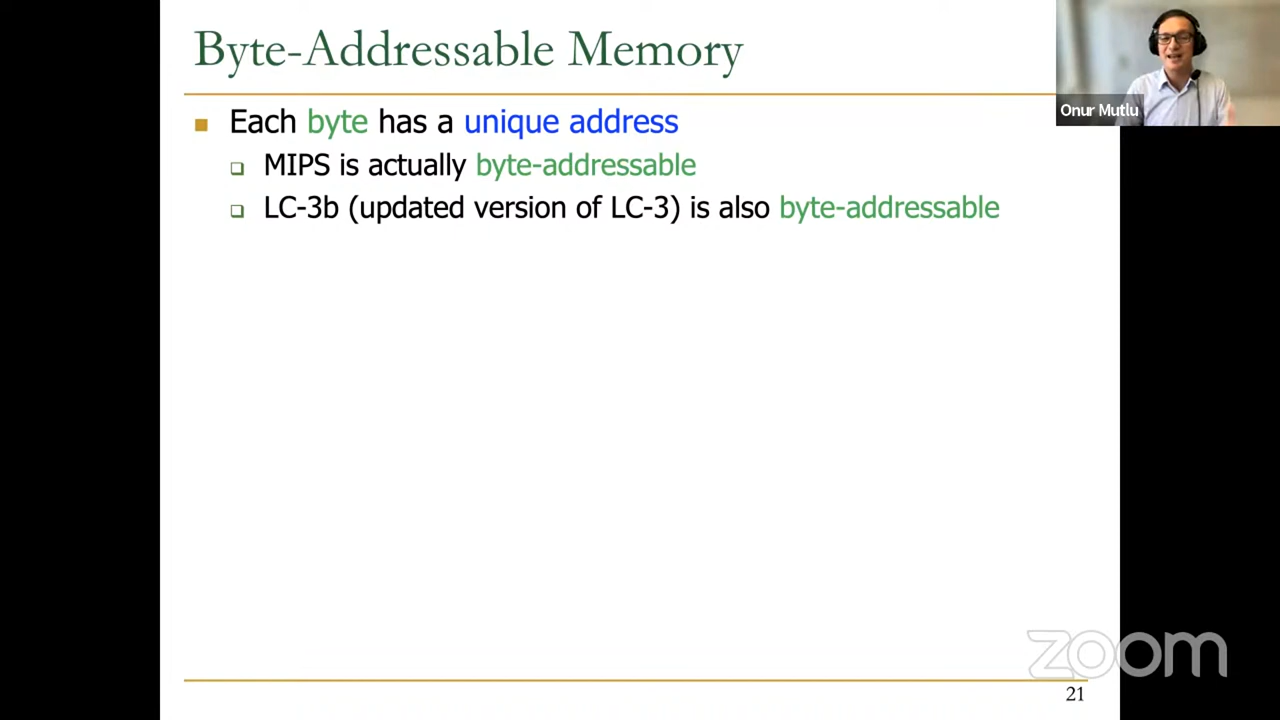 Byte-Addressable Memory
Onur Mutlu
Each byte has a unique address
MIPS is actually byte-addressable
LC-3b (updated version of LC-3) is also byte-addressable
zoom
21